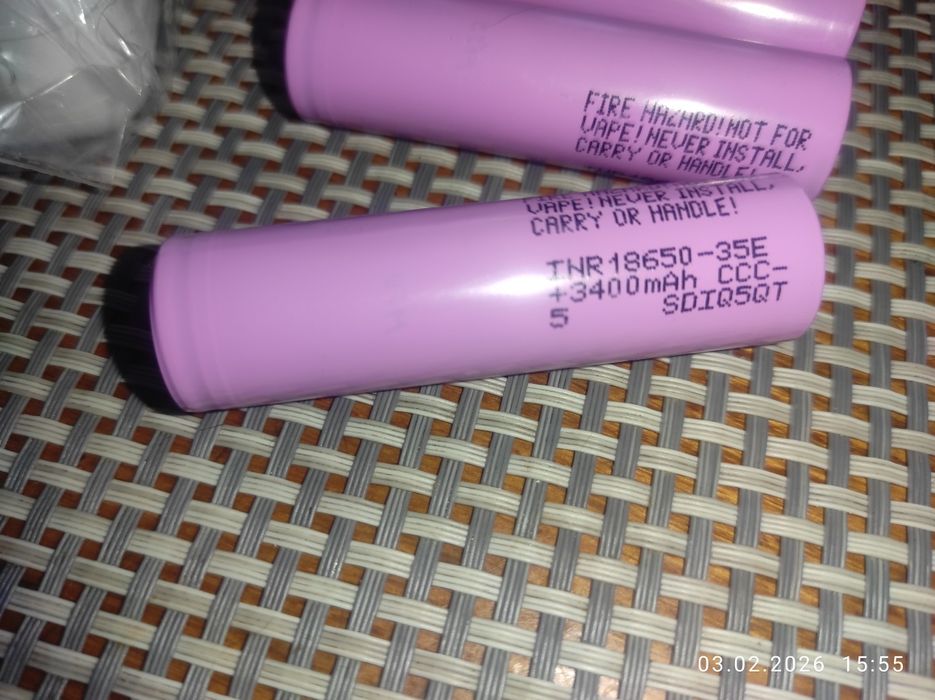 FIRE HAZARD!NOT FOR
VAPE!NEVER INSTALL,
CARRY OR HANDLE!
VAPE!NEVER INSTALL,
CARRY OR HANDLE!
INR18650-35E
+3400mAh CCC-
5 SDIQ5QT
03.02.2026 15:55